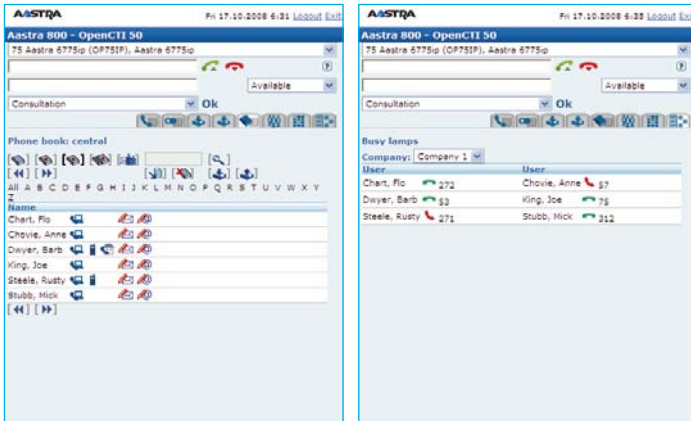 AASTRA
Fri 17.10.2008 6:31 Logout Exit
Aastra 800 - OpenCTI 50
75 Aastra 6775ip (OP75IP), Aastra 6775ip
Available
Consultation Ok
Phone book: central
All A B C D E F G H I J K L M N O P Q R S T U V W X Y
Z
Name
Chart, Flo
Chovie, Anne
Dwyer, Barb
King, Joe
Steele, Rusty
Stubb, Mick
AASTRA
Fri 17.10.2008 6:35 Logout Exit
Aastra 800 - OpenCTI 50
75 Aastra 6775ip (OP75IP), Aastra 6775ip
Available
Consultation Ok
Busy lamps
Company: Company 1
User User
Chart, Flo 272 Chovie, Anne 57
Dwyer, Barb 53 King, Joe 75
Steele, Rusty 271 Stubb, Mick 312